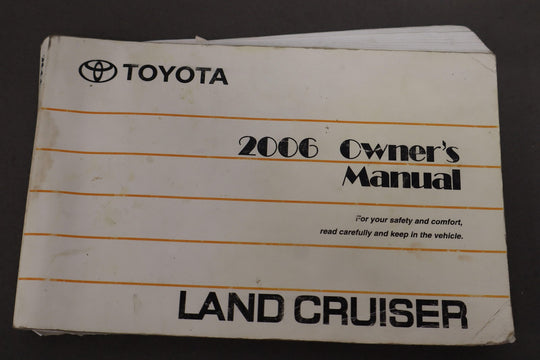 TOYOTA
2006 Owner's
Manual
For your safety and comfort,
read carefully and keep in the vehicle.
LAND CRUISER